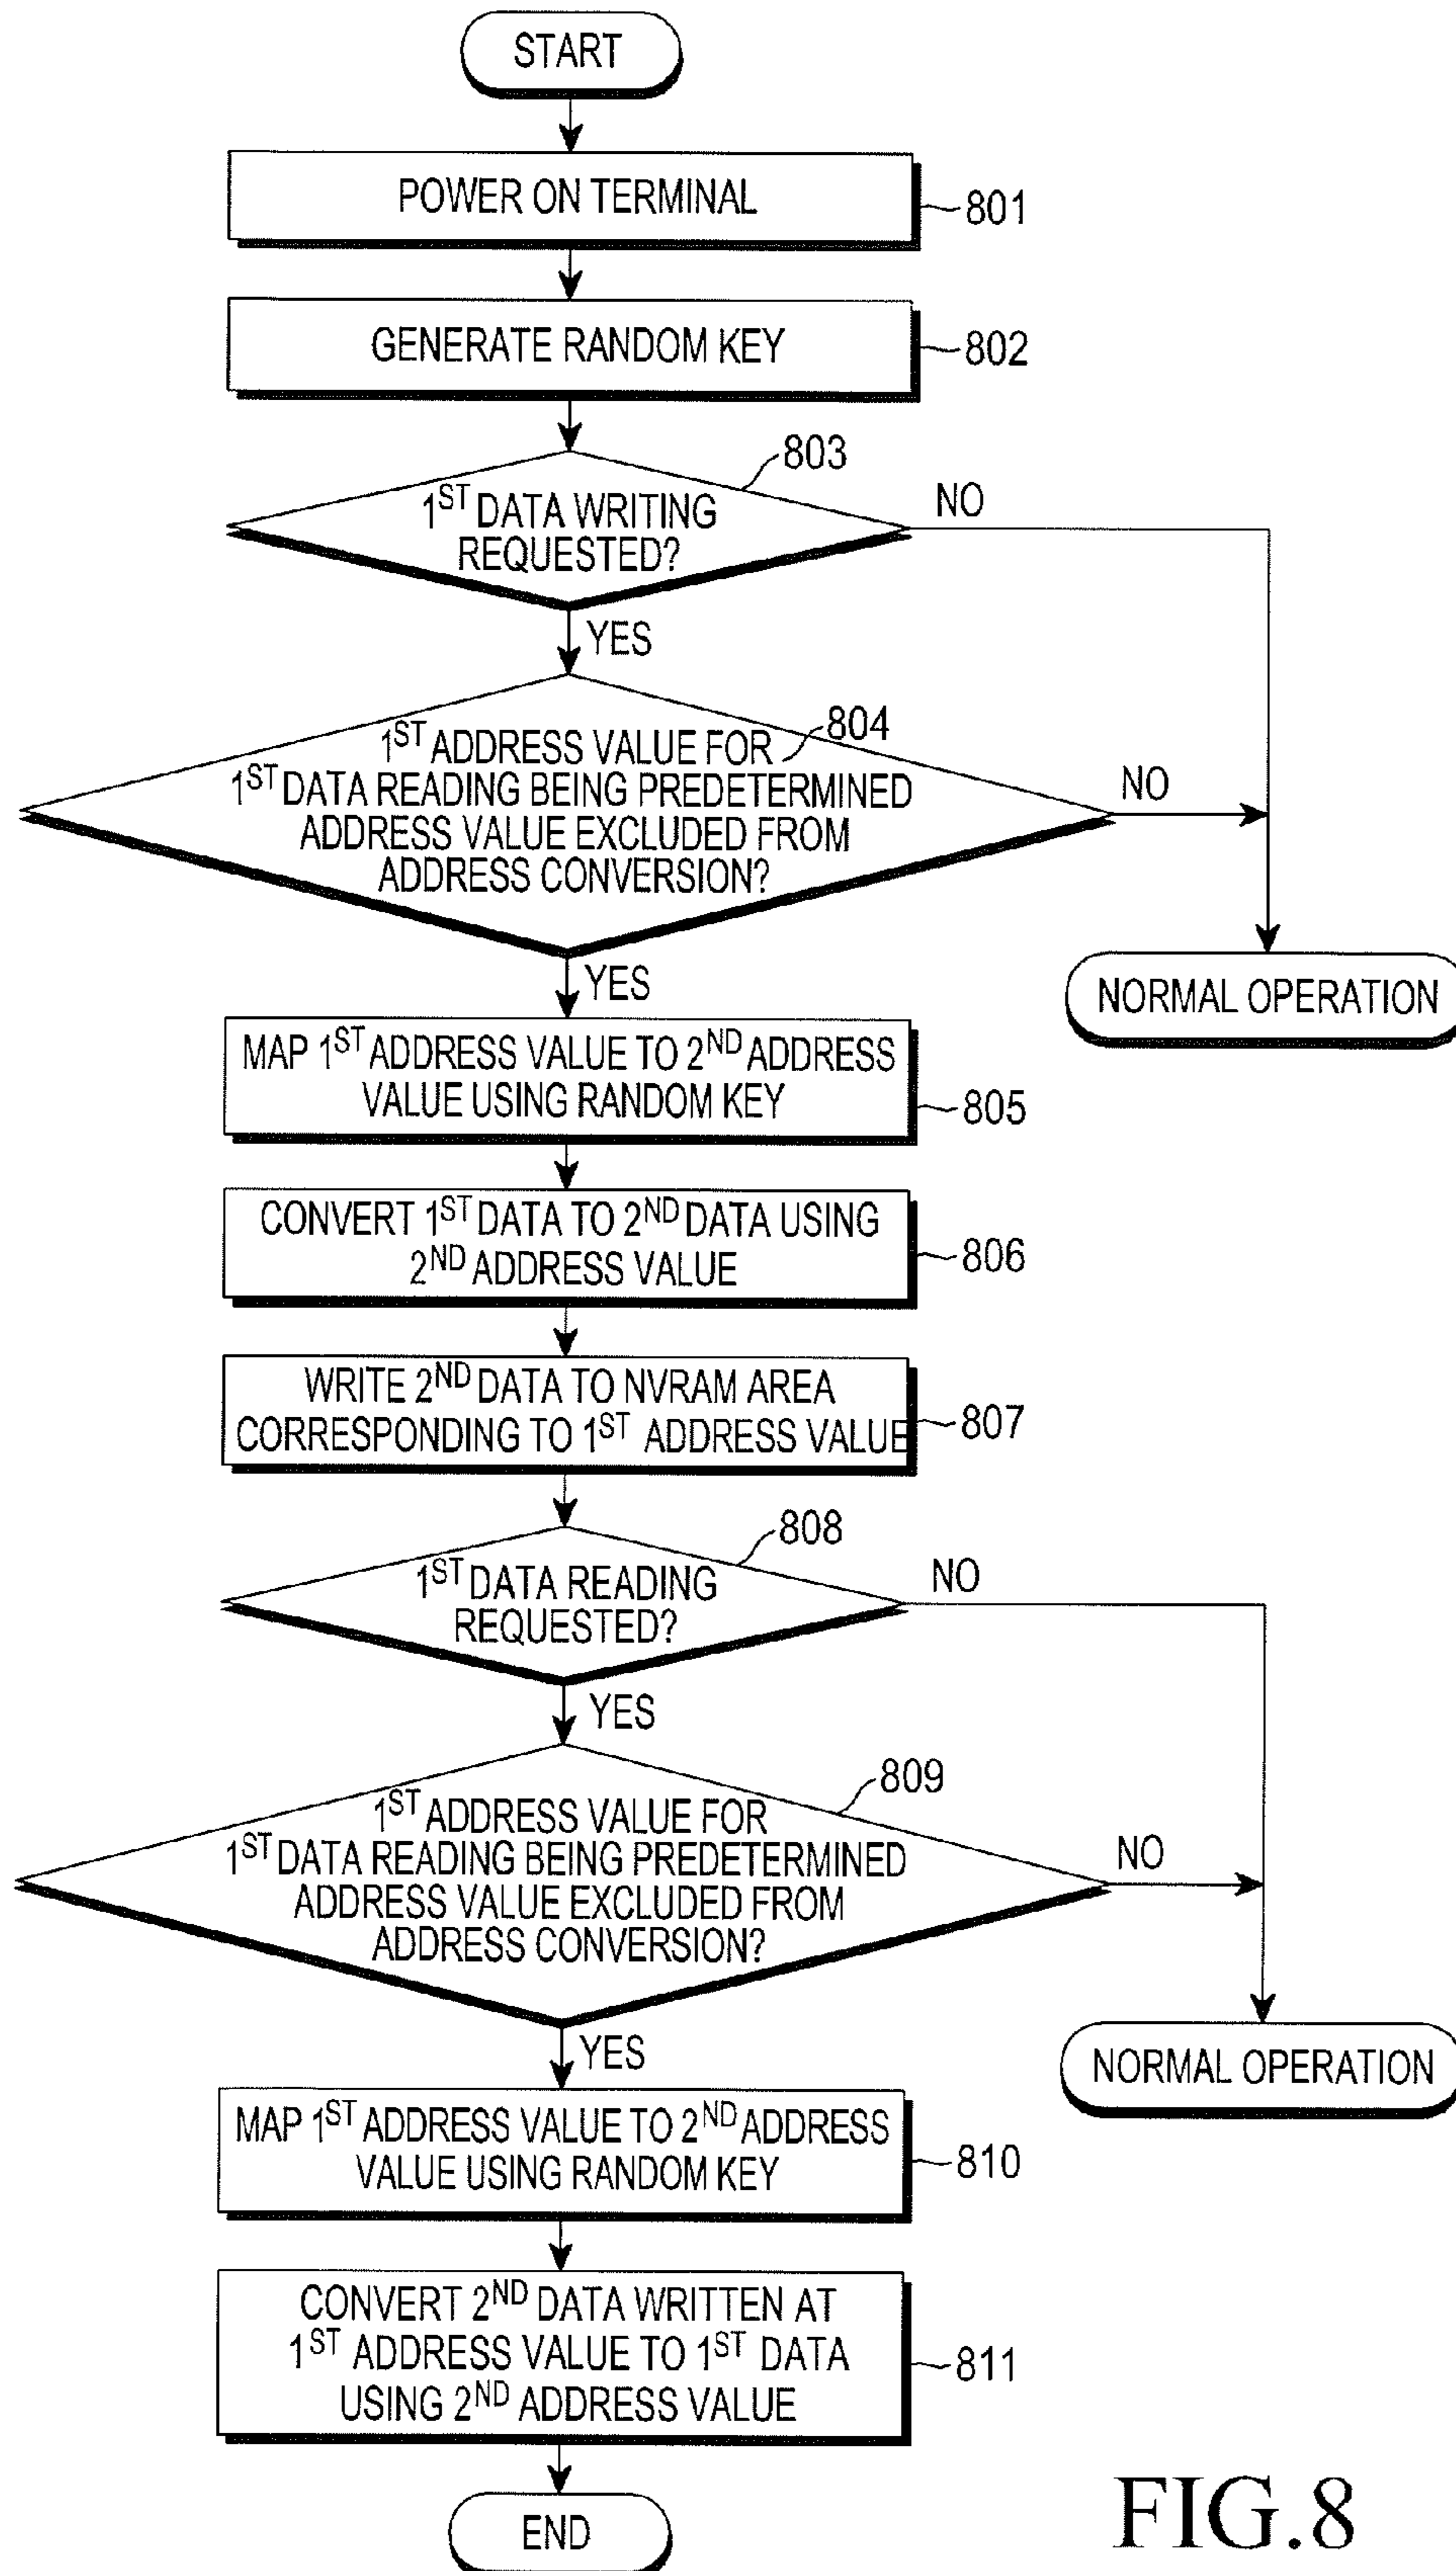 START
POWER ON TERMINAL
801
GENERATE RANDOM KEY
802
803
1ST DATA WRITING
REQUESTED?
NO
YES
804
1ST ADDRESS VALUE FOR
1ST DATA READING BEING PREDETERMINED
ADDRESS VALUE EXCLUDED FROM
ADDRESS CONVERSION?
NO
YES
NORMAL OPERATION
MAP 1ST ADDRESS VALUE TO 2ND ADDRESS
VALUE USING RANDOM KEY
805
CONVERT 1ST DATA TO 2ND DATA USING
2ND ADDRESS VALUE
806
WRITE 2ND DATA TO NVRAM AREA
CORRESPONDING TO 1ST ADDRESS VALUE
807
808
1ST DATA READING
REQUESTED?
NO
YES
809
1ST ADDRESS VALUE FOR
1ST DATA READING BEING PREDETERMINED
ADDRESS VALUE EXCLUDED FROM
ADDRESS CONVERSION?
NO
YES
NORMAL OPERATION
MAP 1ST ADDRESS VALUE TO 2ND ADDRESS
VALUE USING RANDOM KEY
810
CONVERT 2ND DATA WRITTEN AT
1ST ADDRESS VALUE TO 1ST DATA
USING 2ND ADDRESS VALUE
811
END
FIG.8